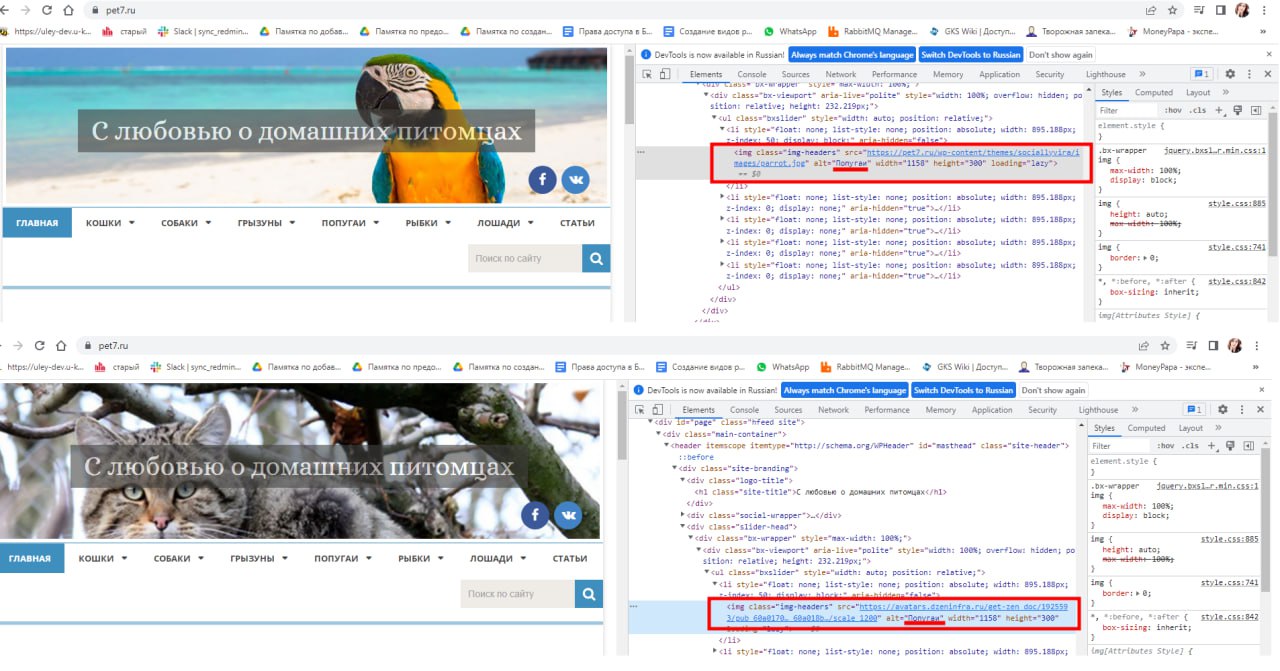 pet7.ru
https://uley-dev.u-k... старый Slack | sync_redmin... Памятка по добав... Памятка по предо... Памятка по создан... Права доступа в Б... Создание видов р... WhatsApp RabbitMQ Manage... GKS Wiki | Доступ... Творожная запека... MoneyPapa - экспе... »
DevTools is now available in Russian! Always match Chrome's language Switch DevTools to Russian Don't show again
Elements Console Sources Network Performance Memory Application Security Lighthouse » 1
С любовью о домашних питомцах
ГЛАВНАЯ КОШКИ СОБАКИ ГРЫЗУНЫ ПОПУГАИ РЫБКИ ЛОШАДИ СТАТЬИ
Поиск по сайту
<div class="bx-wrapper" style="max-width: 100%;">
<div class="bx-viewport" aria-live="polite" style="width: 100%; overflow: hidden; po
sition: relative; height: 232.219px;">
<ul class="bxslider" style="width: auto; position: relative;">
<li style="float: none; list-style: none; position: absolute; width: 895.188px;
z-index: 50; display: block;" aria-hidden="false">
<img class="img-headers" src="https://pet7.ru/wp-content/themes/sociallyvira/i
mages/parrot.jpg" alt="Попугаи" width="1158" height="300" loading="lazy">
== $0
</li>
<li style="float: none; list-style: none; position: absolute; width: 895.188px;
z-index: 0; display: none;" aria-hidden="true">…</li>
<li style="float: none; list-style: none; position: absolute; width: 895.188px;
z-index: 0; display: none;" aria-hidden="true">…</li>
<li style="float: none; list-style: none; position: absolute; width: 895.188px;
z-index: 0; display: none;" aria-hidden="true">…</li>
<li style="float: none; list-style: none; position: absolute; width: 895.188px;
z-index: 0; display: none;" aria-hidden="true">…</li>
</ul>
</div>
</div>
Styles Computed Layout »
Filter :hov .cls +
element.style {
}
.bx-wrapper jquery.bxsl…r.min.css:1
img {
max-width: 100%;
display: block;
}
img { style.css:885
height: auto;
max-width: 100%;
}
img { style.css:741
border: 0;
}
*, *:before, *:after { style.css:842
box-sizing: inherit;
}
img[Attributes Style] {
pet7.ru
https://uley-dev.u-k... старый Slack | sync_redmin... Памятка по добав... Памятка по предо... Памятка по создан... Права доступа в Б... Создание видов р... WhatsApp RabbitMQ Manage... GKS Wiki | Доступ... Творожная запека... MoneyPapa - экспе... »
DevTools is now available in Russian! Always match Chrome's language Switch DevTools to Russian Don't show again
Elements Console Sources Network Performance Memory Application Security Lighthouse » 1
С любовью о домашних питомцах
ГЛАВНАЯ КОШКИ СОБАКИ ГРЫЗУНЫ ПОПУГАИ РЫБКИ ЛОШАДИ СТАТЬИ
Поиск по сайту
<div id="page" class="hfeed site">
<div class="main-container">
<header itemscope itemtype="http://schema.org/WPHeader" id="masthead" class="site-header">
::before
<div class="site-branding">
<div class="logo-title">
<h1 class="site-title">С любовью о домашних питомцах</h1>
</div>
<div class="social-wrapper">…</div>
<div class="slider-head">
<div class="bx-wrapper" style="max-width: 100%;">
<div class="bx-viewport" aria-live="polite" style="width: 100%; overflow: hidden; po
sition: relative; height: 232.219px;">
<ul class="bxslider" style="width: auto; position: relative;">
<li style="float: none; list-style: none; position: absolute; width: 895.188px;
z-index: 50; display: block;" aria-hidden="false">
<img class="img-headers" src="https://avatars.dzeninfra.ru/get-zen_doc/192559
3/pub_60a0170…_60a018b…/scale_1200" alt="Попугаи" width="1158" height="300"
</li>
<li style="float: none; list-style: none; position: absolute; width: 895.188px;
Styles Computed Layout »
Filter :hov .cls +
element.style {
}
.bx-wrapper jquery.bxsl…r.min.css:1
img {
max-width: 100%;
display: block;
}
img { style.css:885
height: auto;
max-width: 100%;
}
img { style.css:741
border: 0;
}
*, *:before, *:after { style.css:842
box-sizing: inherit;
}
img[Attributes Style] {